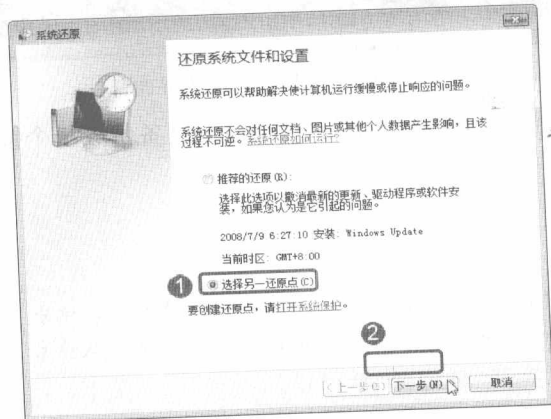 系统还原
还原系统文件和设置
系统还原可以帮助解决使计算机运行缓慢或停止响应的问题。
系统还原不会对任何文档、图片或其他个人数据产生影响，且该
过程不可逆。系统还原如何运行?
推荐的还原(R):
选择此选项以撤消最新的更新、驱动程序或软件安
装，如果您认为是它引起的问题。
2008/7/9 6:27:10 安装: Windows Update
当前时区: GMT+8:00
1 选择另一还原点(C)
要创建还原点，请打开系统保护。
2
<上一步(B) 下一步(N) 取消